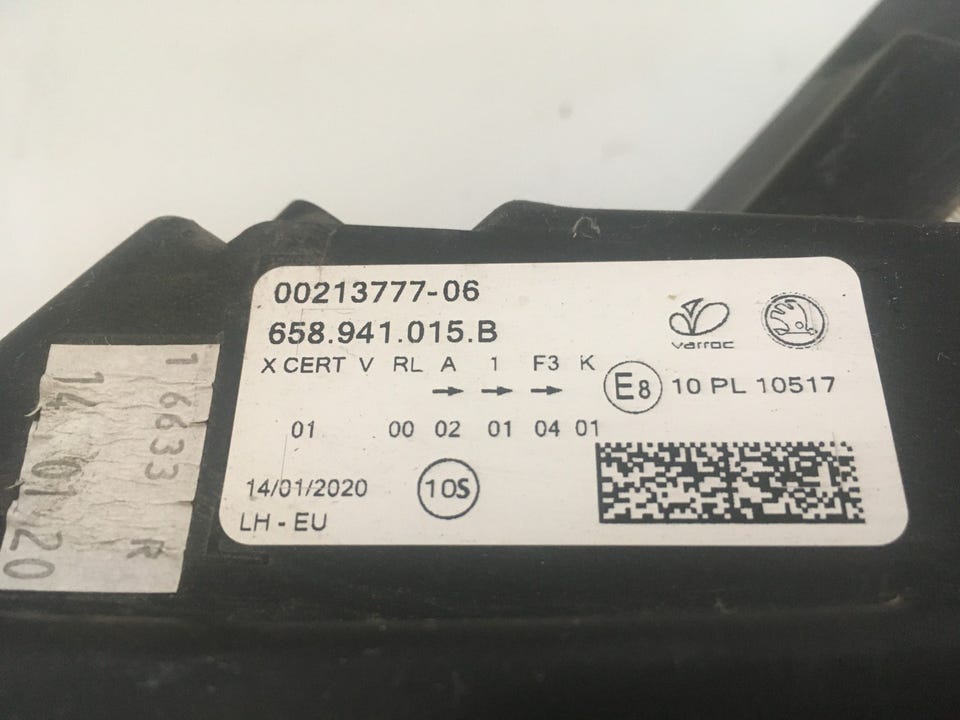 00213777-06
658.941.015.B
varroc
X CERT V RL A 1 F3 K
→ → →
E8 10 PL 10517
01 00 02 01 04 01
14/01/2020
10S
LH - EU
1 6633 R
14 01 20